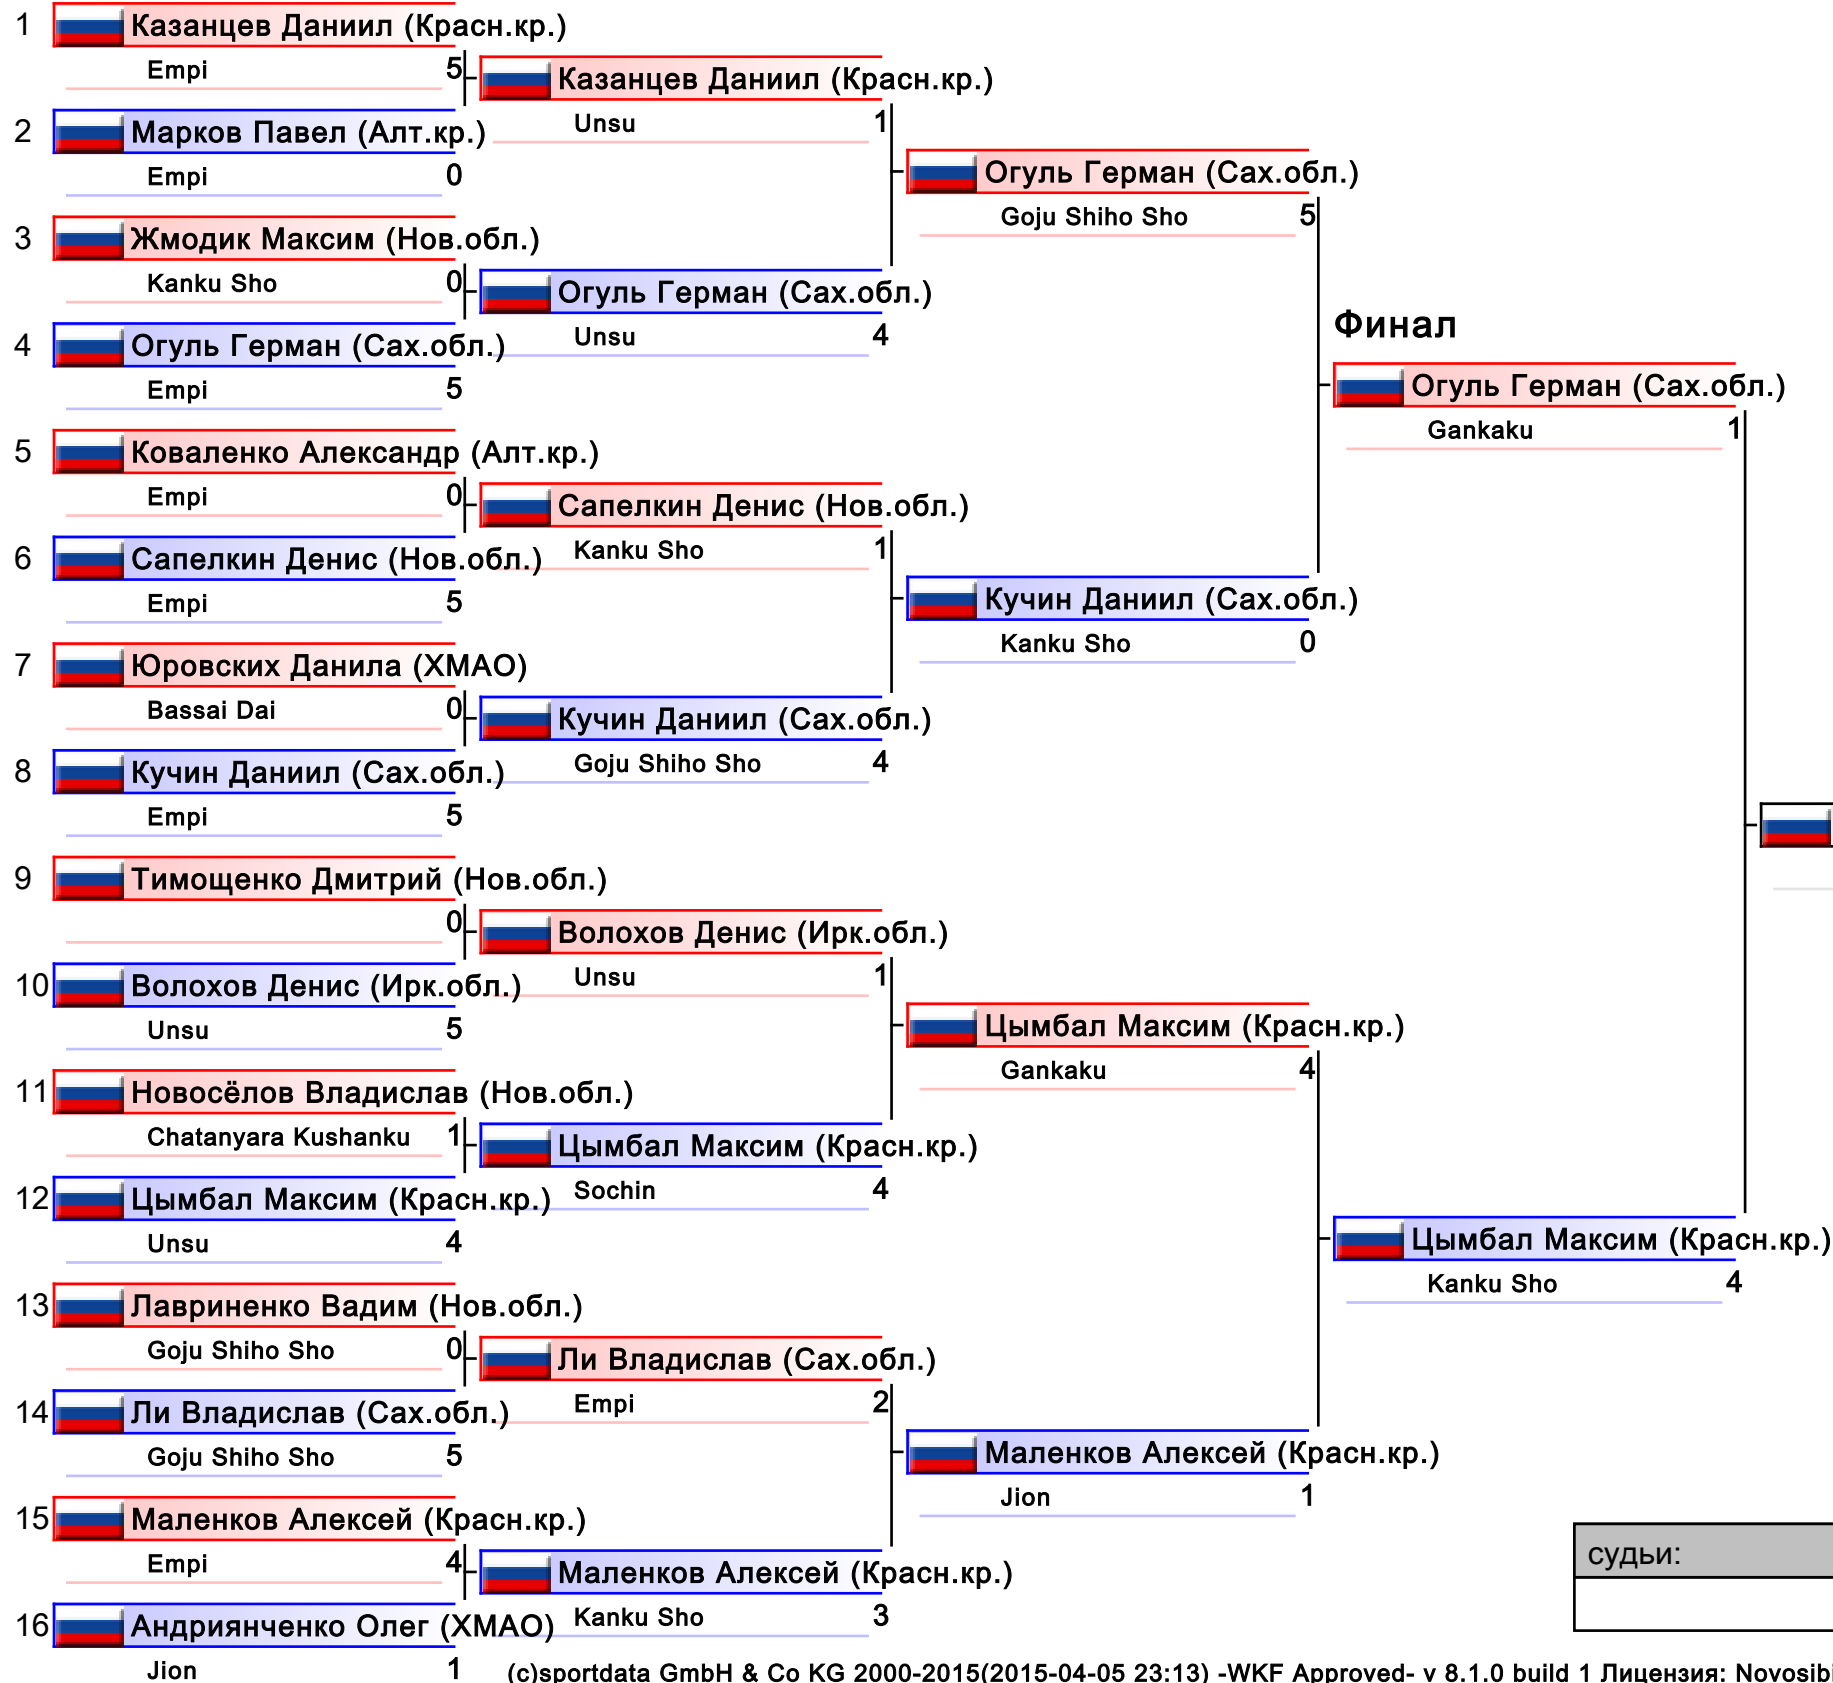 1 Казанцев Даниил (Красн.кр.)
Empi 5
2 Марков Павел (Алт.кр.)
Empi 0
3 Жмодик Максим (Нов.обл.)
Kanku Sho 0
4 Огуль Герман (Сах.обл.)
Empi 5
5 Коваленко Александр (Алт.кр.)
Empi 0
6 Сапелкин Денис (Нов.обл.)
Empi 5
7 Юровских Данила (ХМАО)
Bassai Dai 0
8 Кучин Даниил (Сах.обл.)
Empi 5
9 Тимощенко Дмитрий (Нов.обл.)
0
10 Волохов Денис (Ирк.обл.)
Unsu 5
11 Новосёлов Владислав (Нов.обл.)
Chatanyara Kushanku 1
12 Цымбал Максим (Красн.кр.)
Unsu 4
13 Лавриненко Вадим (Нов.обл.)
Goju Shiho Sho 0
14 Ли Владислав (Сах.обл.)
Goju Shiho Sho 5
15 Маленков Алексей (Красн.кр.)
Empi 4
16 Андриянченко Олег (ХМАО)
Jion 1
Казанцев Даниил (Красн.кр.)
Unsu 1
Огуль Герман (Сах.обл.)
Unsu 4
Сапелкин Денис (Нов.обл.)
Kanku Sho 1
Кучин Даниил (Сах.обл.)
Goju Shiho Sho 4
Волохов Денис (Ирк.обл.)
Unsu 1
Цымбал Максим (Красн.кр.)
Sochin 4
Ли Владислав (Сах.обл.)
Empi 2
Маленков Алексей (Красн.кр.)
Kanku Sho 3
Огуль Герман (Сах.обл.)
Goju Shiho Sho 5
Кучин Даниил (Сах.обл.)
Kanku Sho 0
Цымбал Максим (Красн.кр.)
Gankaku 4
Маленков Алексей (Красн.кр.)
Jion 1
Финал
Огуль Герман (Сах.обл.)
Gankaku 1
Цымбал Максим (Красн.кр.)
Kanku Sho 4
судьи:
(c)sportdata GmbH & Co KG 2000-2015(2015-04-05 23:13) -WKF Approved- v 8.1.0 build 1 Лицензия: Novosibi